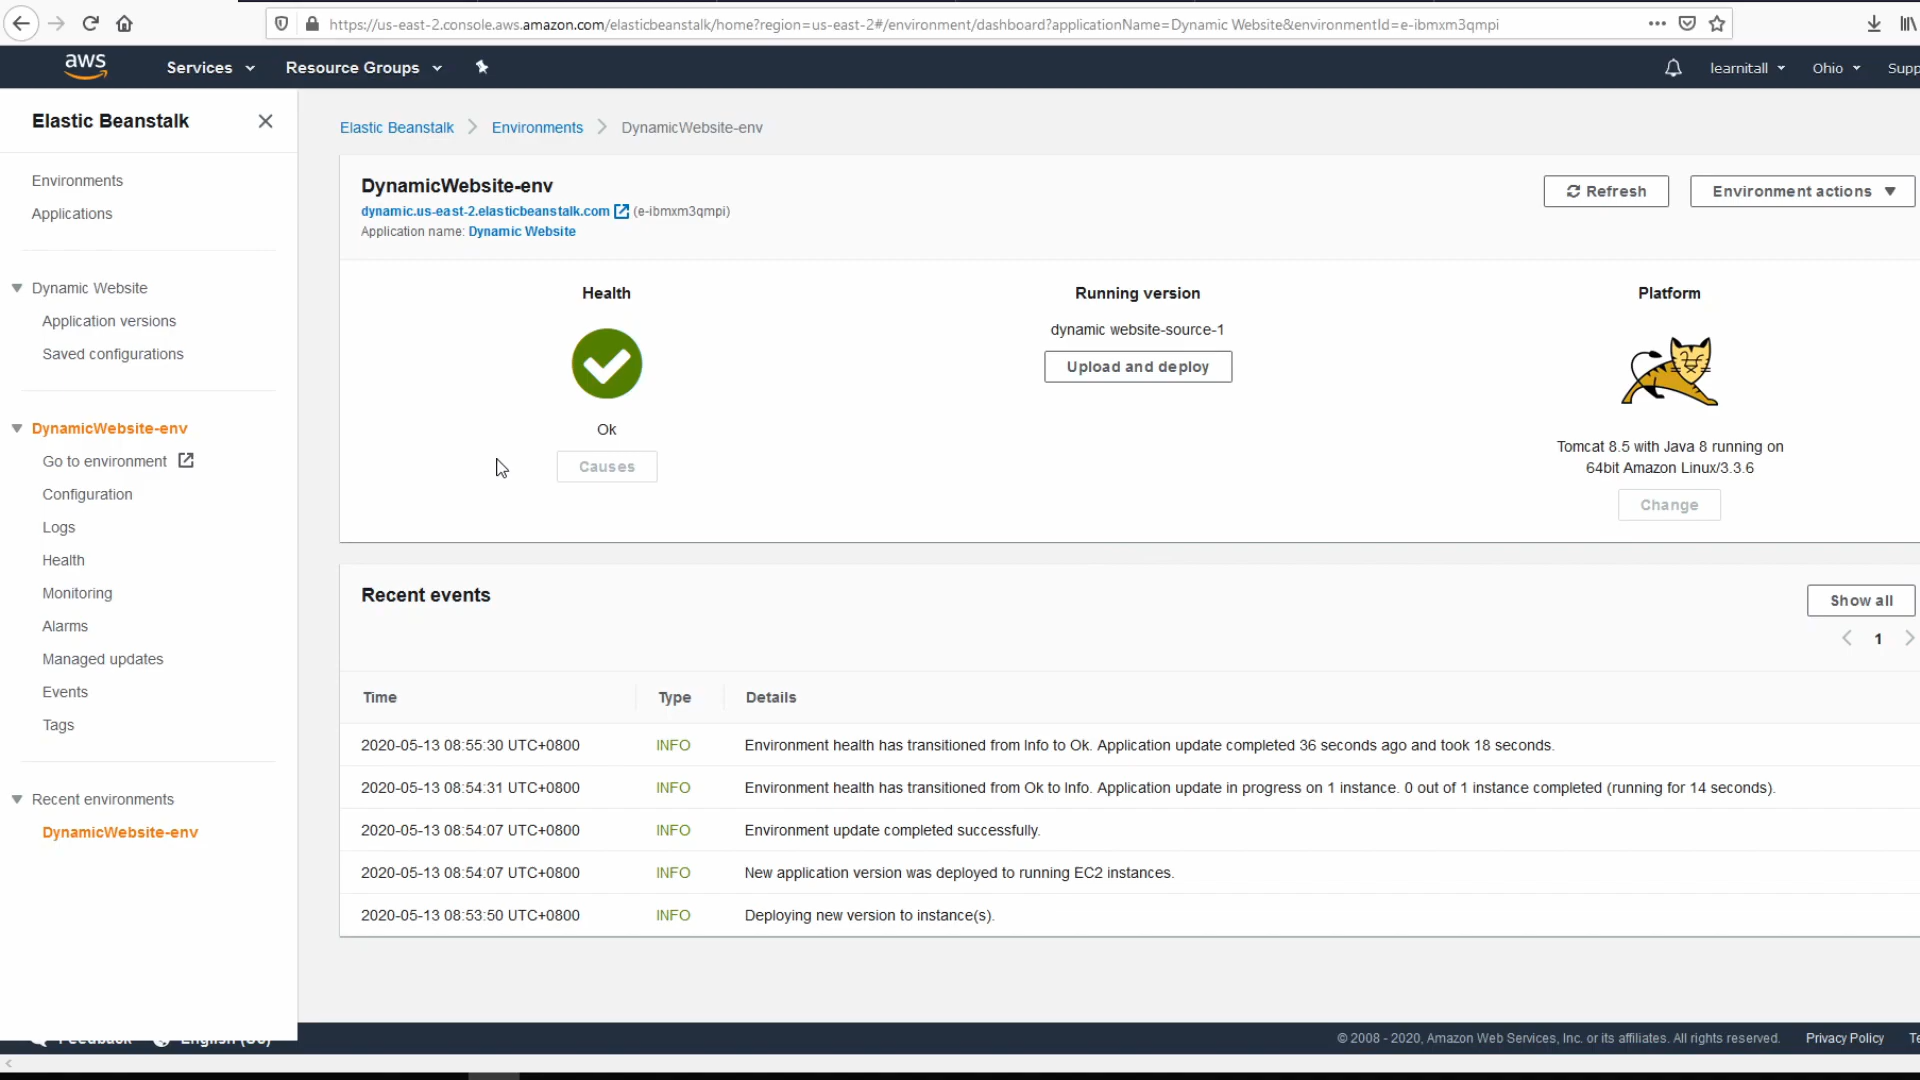 https://us-east-2.console.aws.amazon.com/elasticbeanstalk/home?region=us-east-2#/environment/dashboard?applicationName=Dynamic Website&environmentId=e-ibmxm3qmpi
aws
Services
Resource Groups
learnitall
Ohio
Supp
Elastic Beanstalk
Environments
Applications
Dynamic Website
Application versions
Saved configurations
DynamicWebsite-env
Go to environment
Configuration
Logs
Health
Monitoring
Alarms
Managed updates
Events
Tags
Recent environments
DynamicWebsite-env
Elastic Beanstalk > Environments > DynamicWebsite-env
DynamicWebsite-env
dynamic.us-east-2.elasticbeanstalk.com (e-ibmxm3qmpi)
Application name: Dynamic Website
Refresh
Environment actions
Health
Ok
Causes
Running version
dynamic website-source-1
Upload and deploy
Platform
Tomcat 8.5 with Java 8 running on
64bit Amazon Linux/3.3.6
Change
Recent events
Show all
1
Time Type Details
2020-05-13 08:55:30 UTC+0800 INFO Environment health has transitioned from Info to Ok. Application update completed 36 seconds ago and took 18 seconds.
2020-05-13 08:54:31 UTC+0800 INFO Environment health has transitioned from Ok to Info. Application update in progress on 1 instance. 0 out of 1 instance completed (running for 14 seconds).
2020-05-13 08:54:07 UTC+0800 INFO Environment update completed successfully.
2020-05-13 08:54:07 UTC+0800 INFO New application version was deployed to running EC2 instances.
2020-05-13 08:53:50 UTC+0800 INFO Deploying new version to instance(s).
Feedback
English (US)
© 2008 - 2020, Amazon Web Services, Inc. or its affiliates. All rights reserved.
Privacy Policy
Te